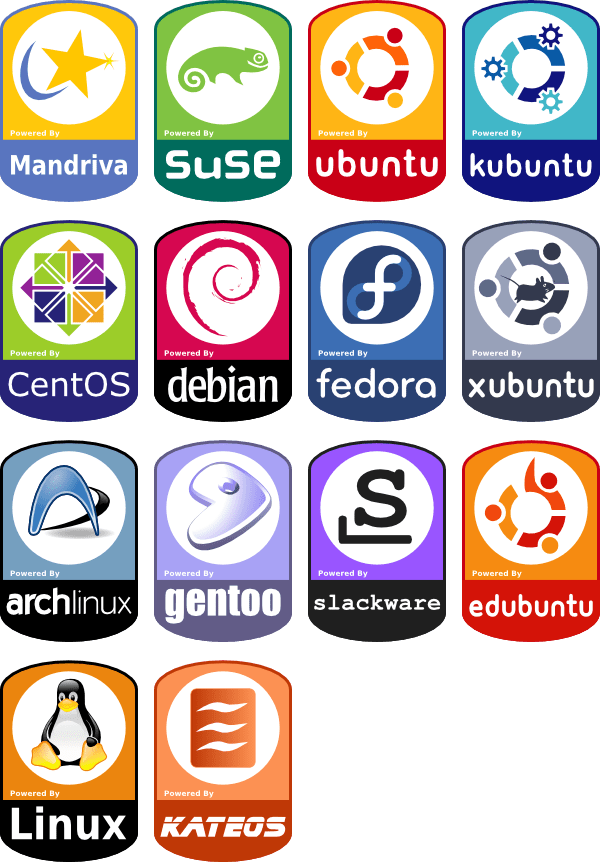 Powered By
Mandriva
Powered By
suse
Powered By
ubuntu
Powered By
kubuntu
Powered By
CentOS
Powered By
debian
Powered By
fedora
Powered By
xubuntu
Powered By
archlinux
Powered By
gentoo
Powered By
slackware
Powered By
edubuntu
Powered By
Linux
Powered By
KATEOS